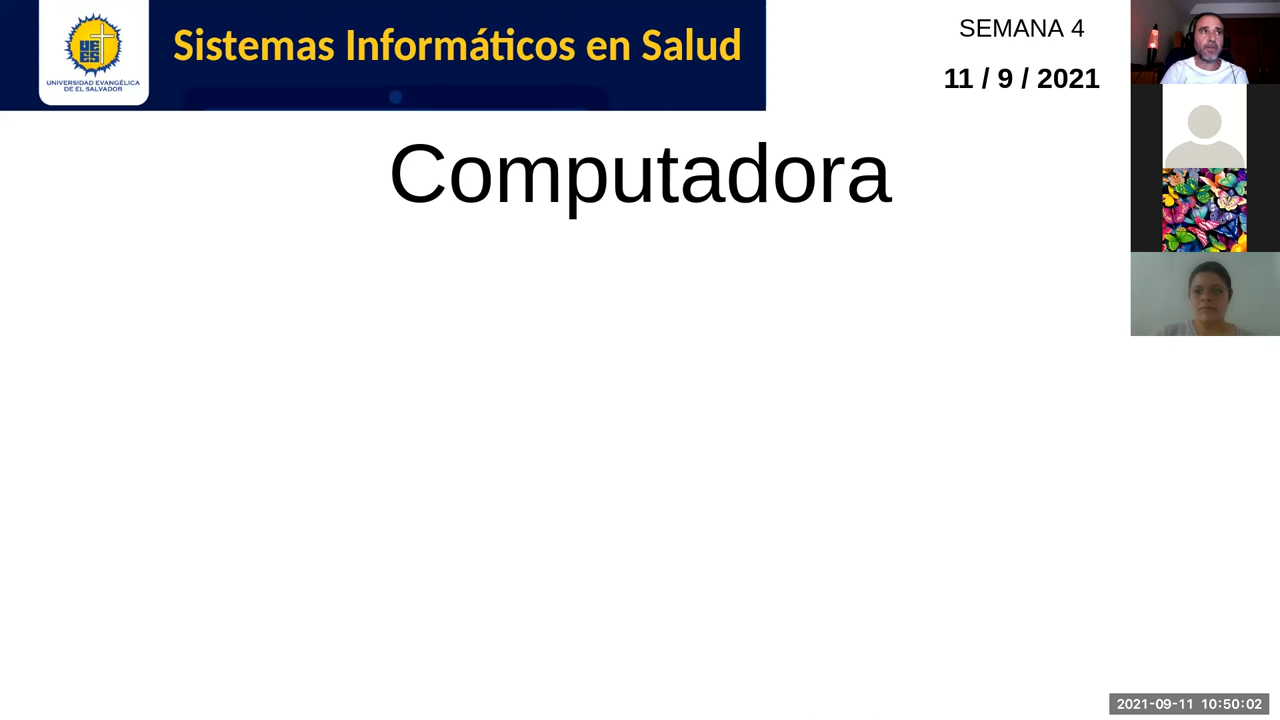 UNIVERSIDAD EVANGÉLICA
DE EL SALVADOR
Sistemas Informáticos en Salud
SEMANA 4
11 / 9 / 2021
Computadora
2021-09-11 10:50:02